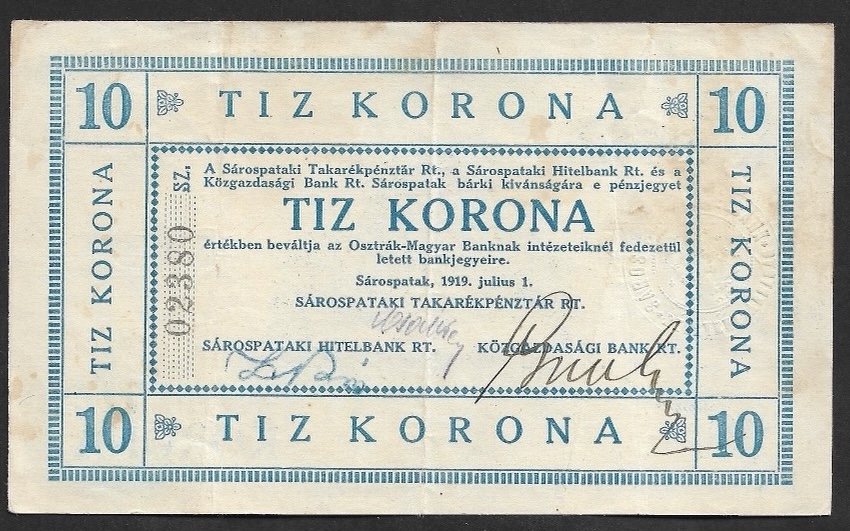 10 TIZ KORONA 10
TIZ KORONA
02380 SZ.
A Sárospataki Takarékpénztár Rt., a Sárospataki Hitelbank Rt. és a
Közgazdasági Bank Rt. Sárospatak bárki kivánságára e pénzjegyet
TIZ KORONA
értékben beváltja az Osztrák-Magyar Banknak intézeteiknél fedezetül
letett bankjegyeire.
Sárospatak, 1919. julius 1.
SÁROSPATAKI TAKARÉKPÉNZTÁR RT.
SÁROSPATAKI HITELBANK RT. KÖZGAZDASÁGI BANK RT.
TIZ KORONA
10 TIZ KORONA 10